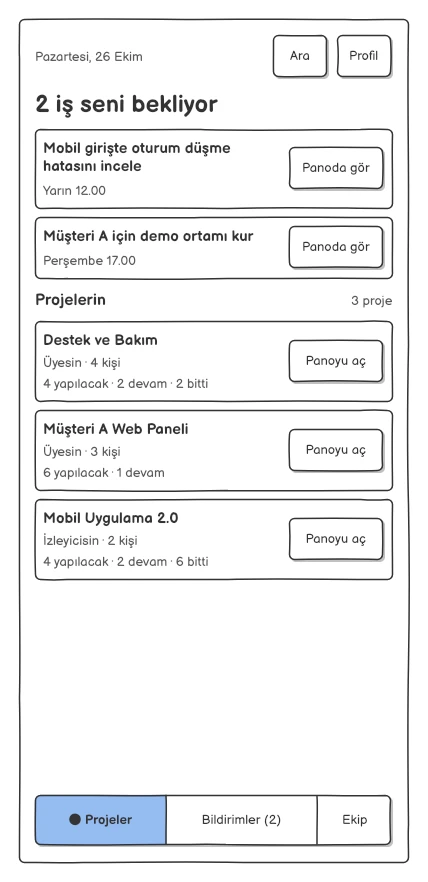 Pazartesi, 26 Ekim
Ara
Profil
2 iş seni bekliyor
Mobil girişte oturum düşme
hatasını incele
Yarın 12.00
Panoda gör
Müşteri A için demo ortamı kur
Perşembe 17.00
Panoda gör
Projelerin
3 proje
Destek ve Bakım
Üyesin · 4 kişi
4 yapılacak · 2 devam · 2 bitti
Panoyu aç
Müşteri A Web Paneli
Üyesin · 3 kişi
6 yapılacak · 1 devam
Panoyu aç
Mobil Uygulama 2.0
İzleyicisin · 2 kişi
4 yapılacak · 2 devam · 6 bitti
Panoyu aç
Projeler
Bildirimler (2)
Ekip